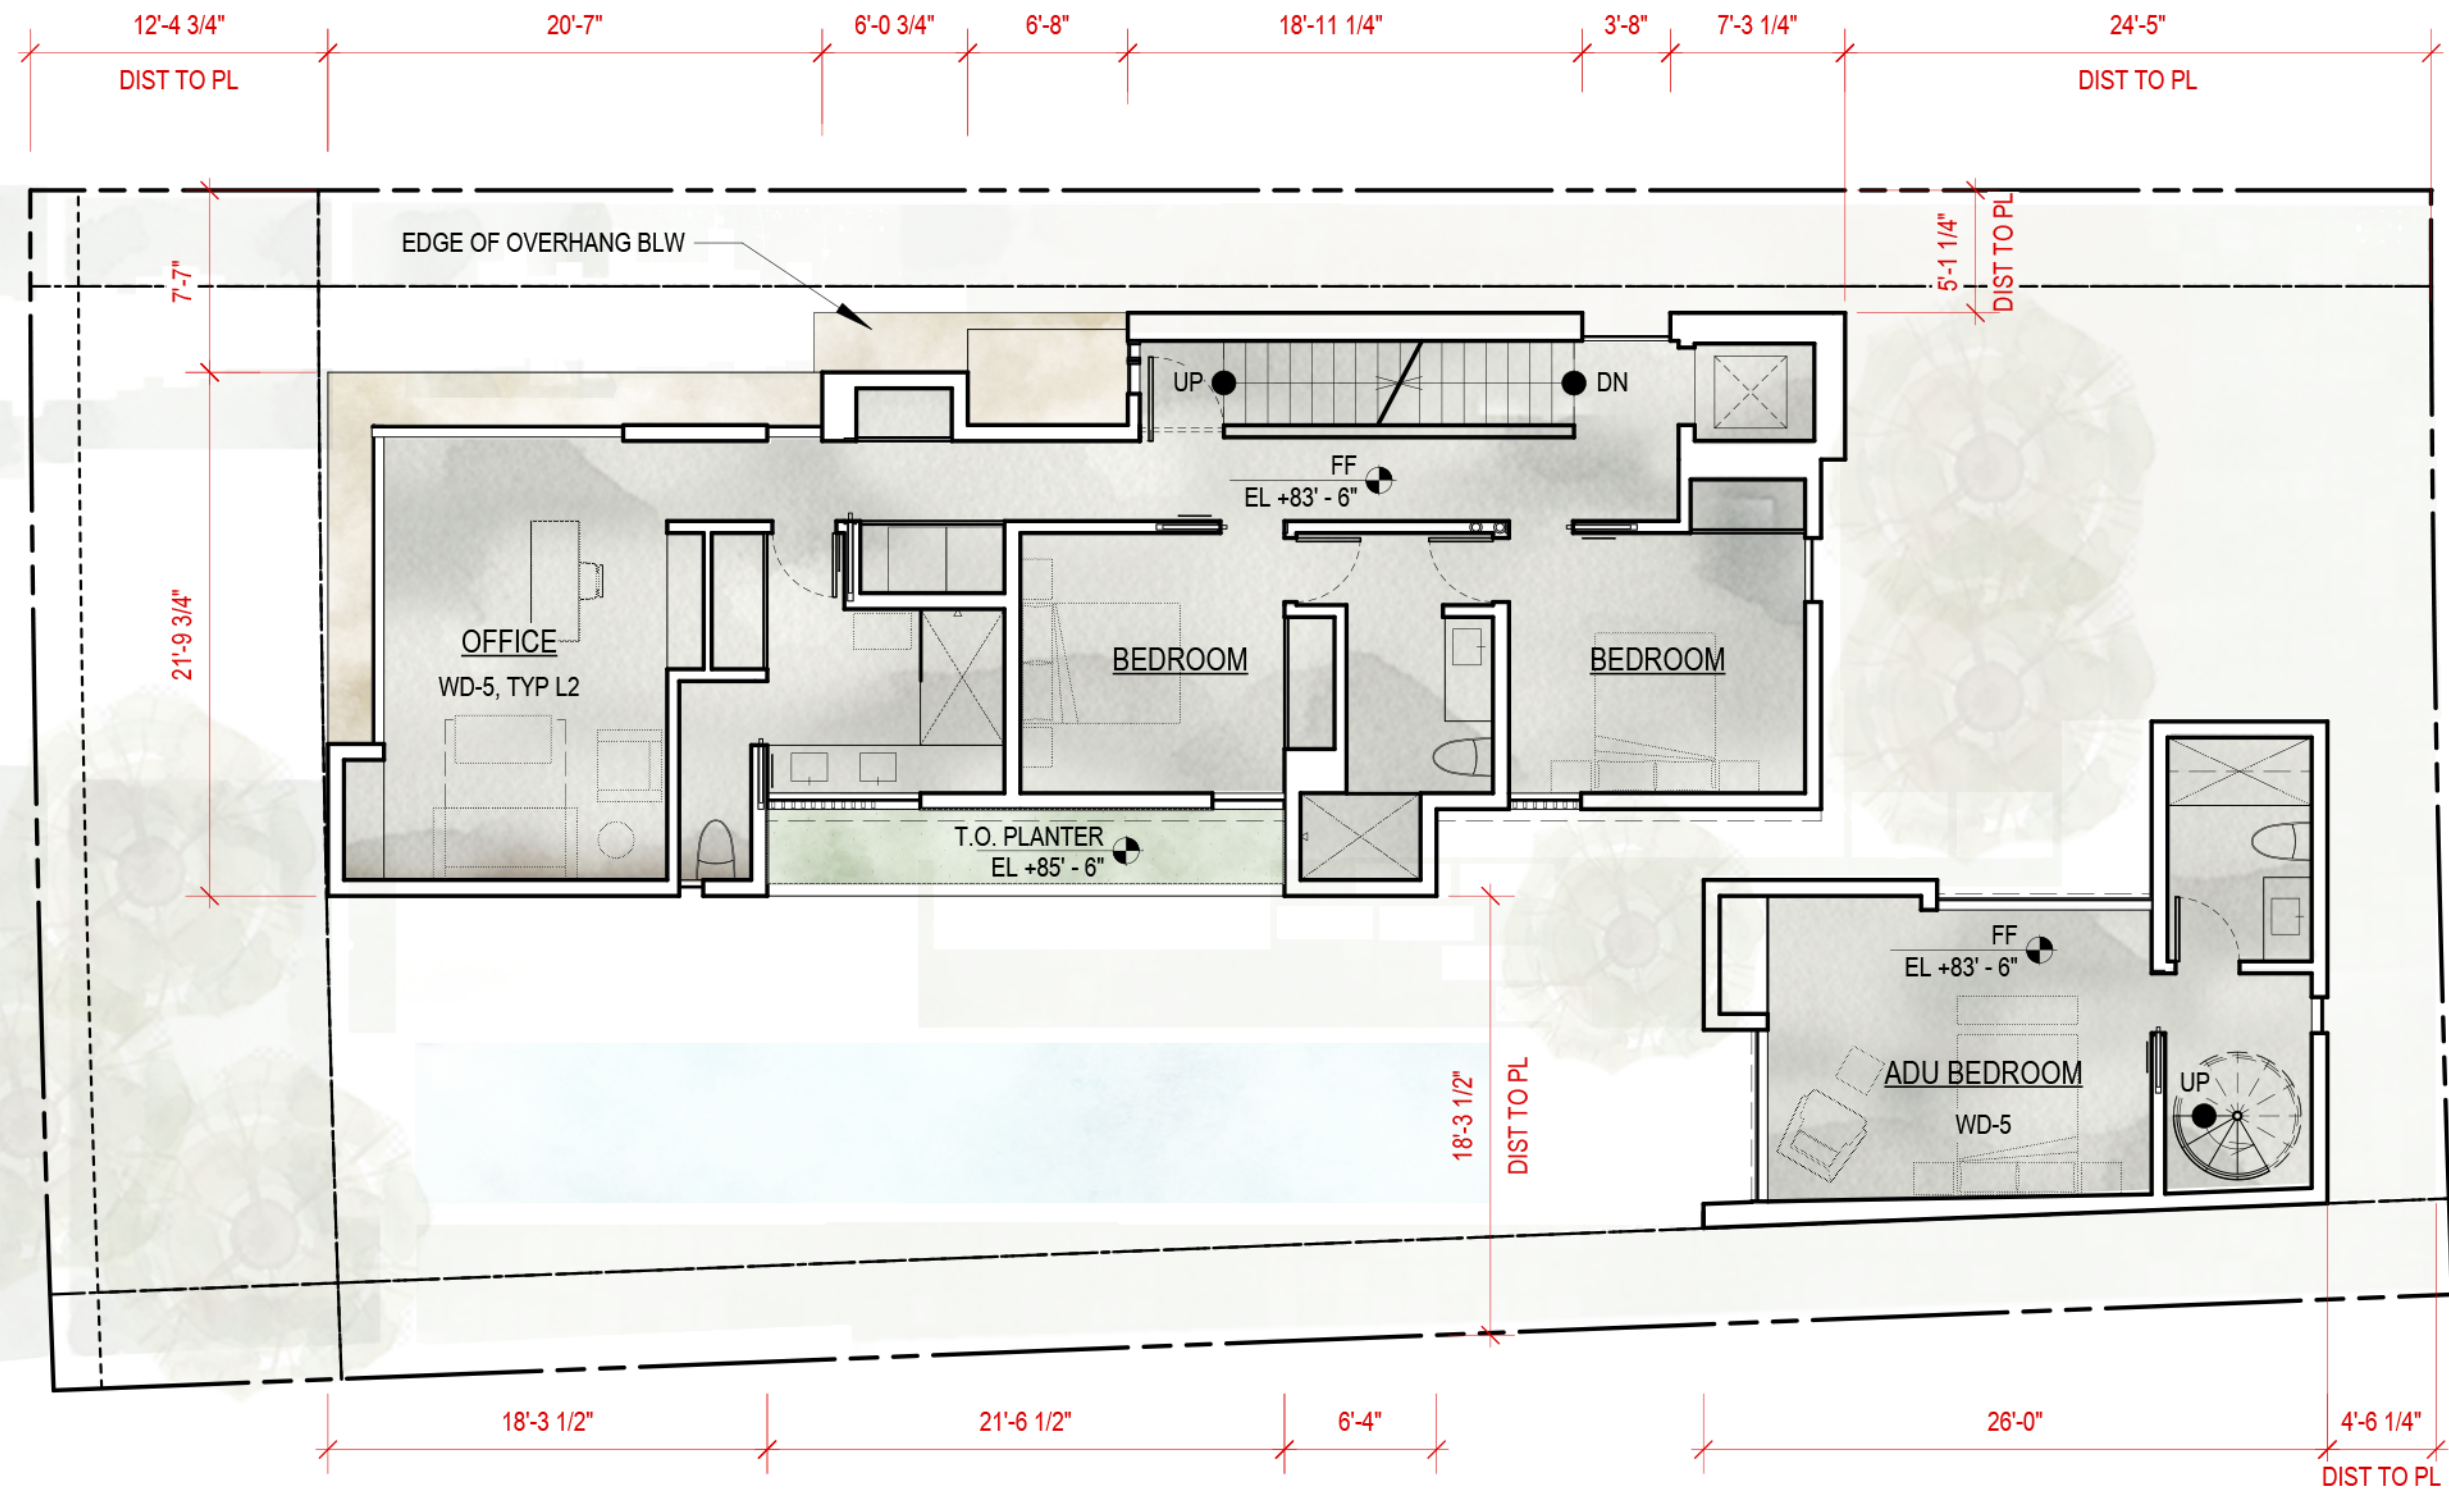 12'-4 3/4" 20'-7" 6'-0 3/4" 6'-8" 18'-11 1/4" 3'-8" 7'-3 1/4" 24'-5"
DIST TO PL DIST TO PL
EDGE OF OVERHANG BLW
7'-7"
5'-1 1/4"
DIST TO PL
UP DN
FF
EL +83' - 6"
21'-9 3/4"
OFFICE
WD-5, TYP L2
BEDROOM
BEDROOM
T.O. PLANTER
EL +85' - 6"
FF
EL +83' - 6"
18'-3 1/2"
DIST TO PL
ADU BEDROOM
WD-5
UP
18'-3 1/2" 21'-6 1/2" 6'-4" 26'-0" 4'-6 1/4"
DIST TO PL